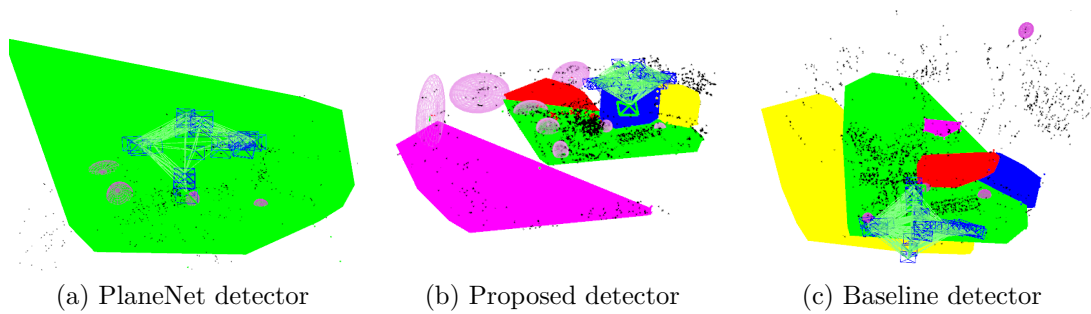 (a) PlaneNet detector
(b) Proposed detector
(c) Baseline detector